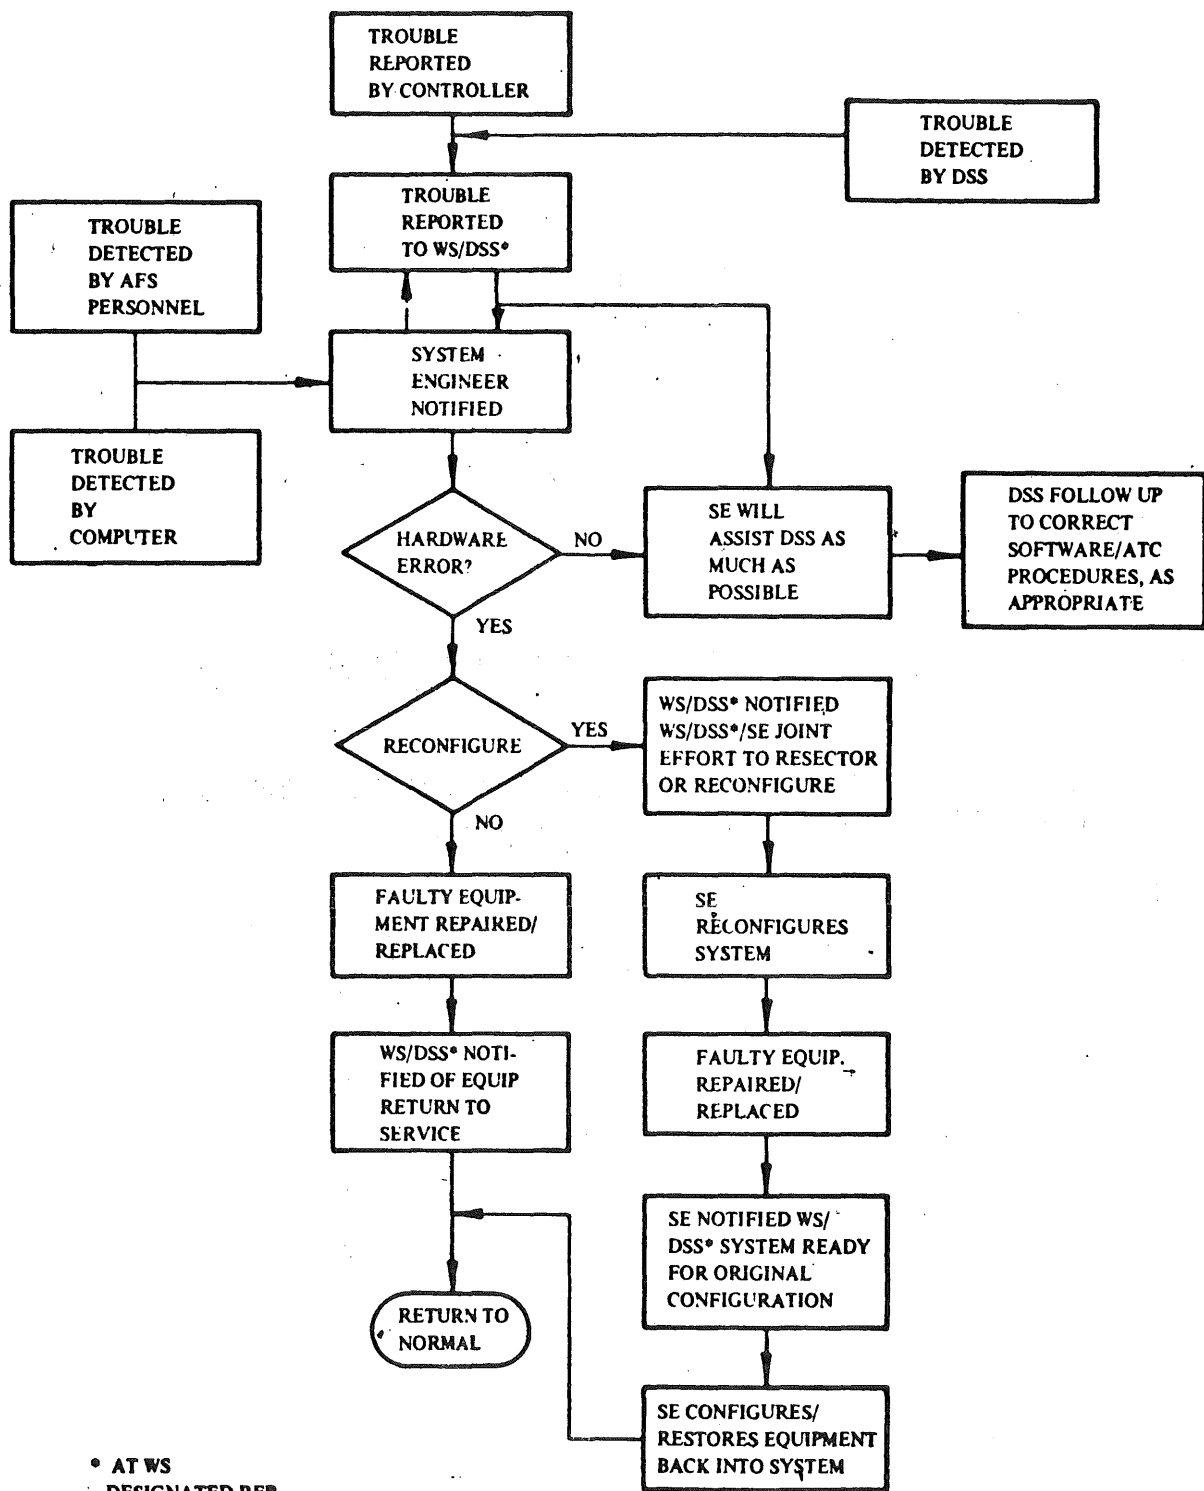 TROUBLE
REPORTED
BY CONTROLLER
TROUBLE
DETECTED
BY DSS
TROUBLE
REPORTED
TO WS/DSS*
TROUBLE
DETECTED
BY AFS
PERSONNEL
SYSTEM
ENGINEER
NOTIFIED
TROUBLE
DETECTED
BY
COMPUTER
HARDWARE
ERROR?
NO
SE WILL
ASSIST DSS AS
MUCH AS
POSSIBLE
DSS FOLLOW UP
TO CORRECT
SOFTWARE/ATC
PROCEDURES, AS
APPROPRIATE
YES
RECONFIGURE
YES
WS/DSS* NOTIFIED
WS/DSS*/SE JOINT
EFFORT TO RESECTOR
OR RECONFIGURE
NO
FAULTY EQUIP-
MENT REPAIRED/
REPLACED
SE
RECONFIGURES
SYSTEM
WS/DSS* NOTI-
FIED OF EQUIP
RETURN TO
SERVICE
FAULTY EQUIP.
REPAIRED/
REPLACED
SE NOTIFIED WS/
DSS* SYSTEM READY
FOR ORIGINAL
CONFIGURATION
RETURN TO
NORMAL
SE CONFIGURES/
RESTORES EQUIPMENT
BACK INTO SYSTEM
* AT WS
DESIGNATED REP